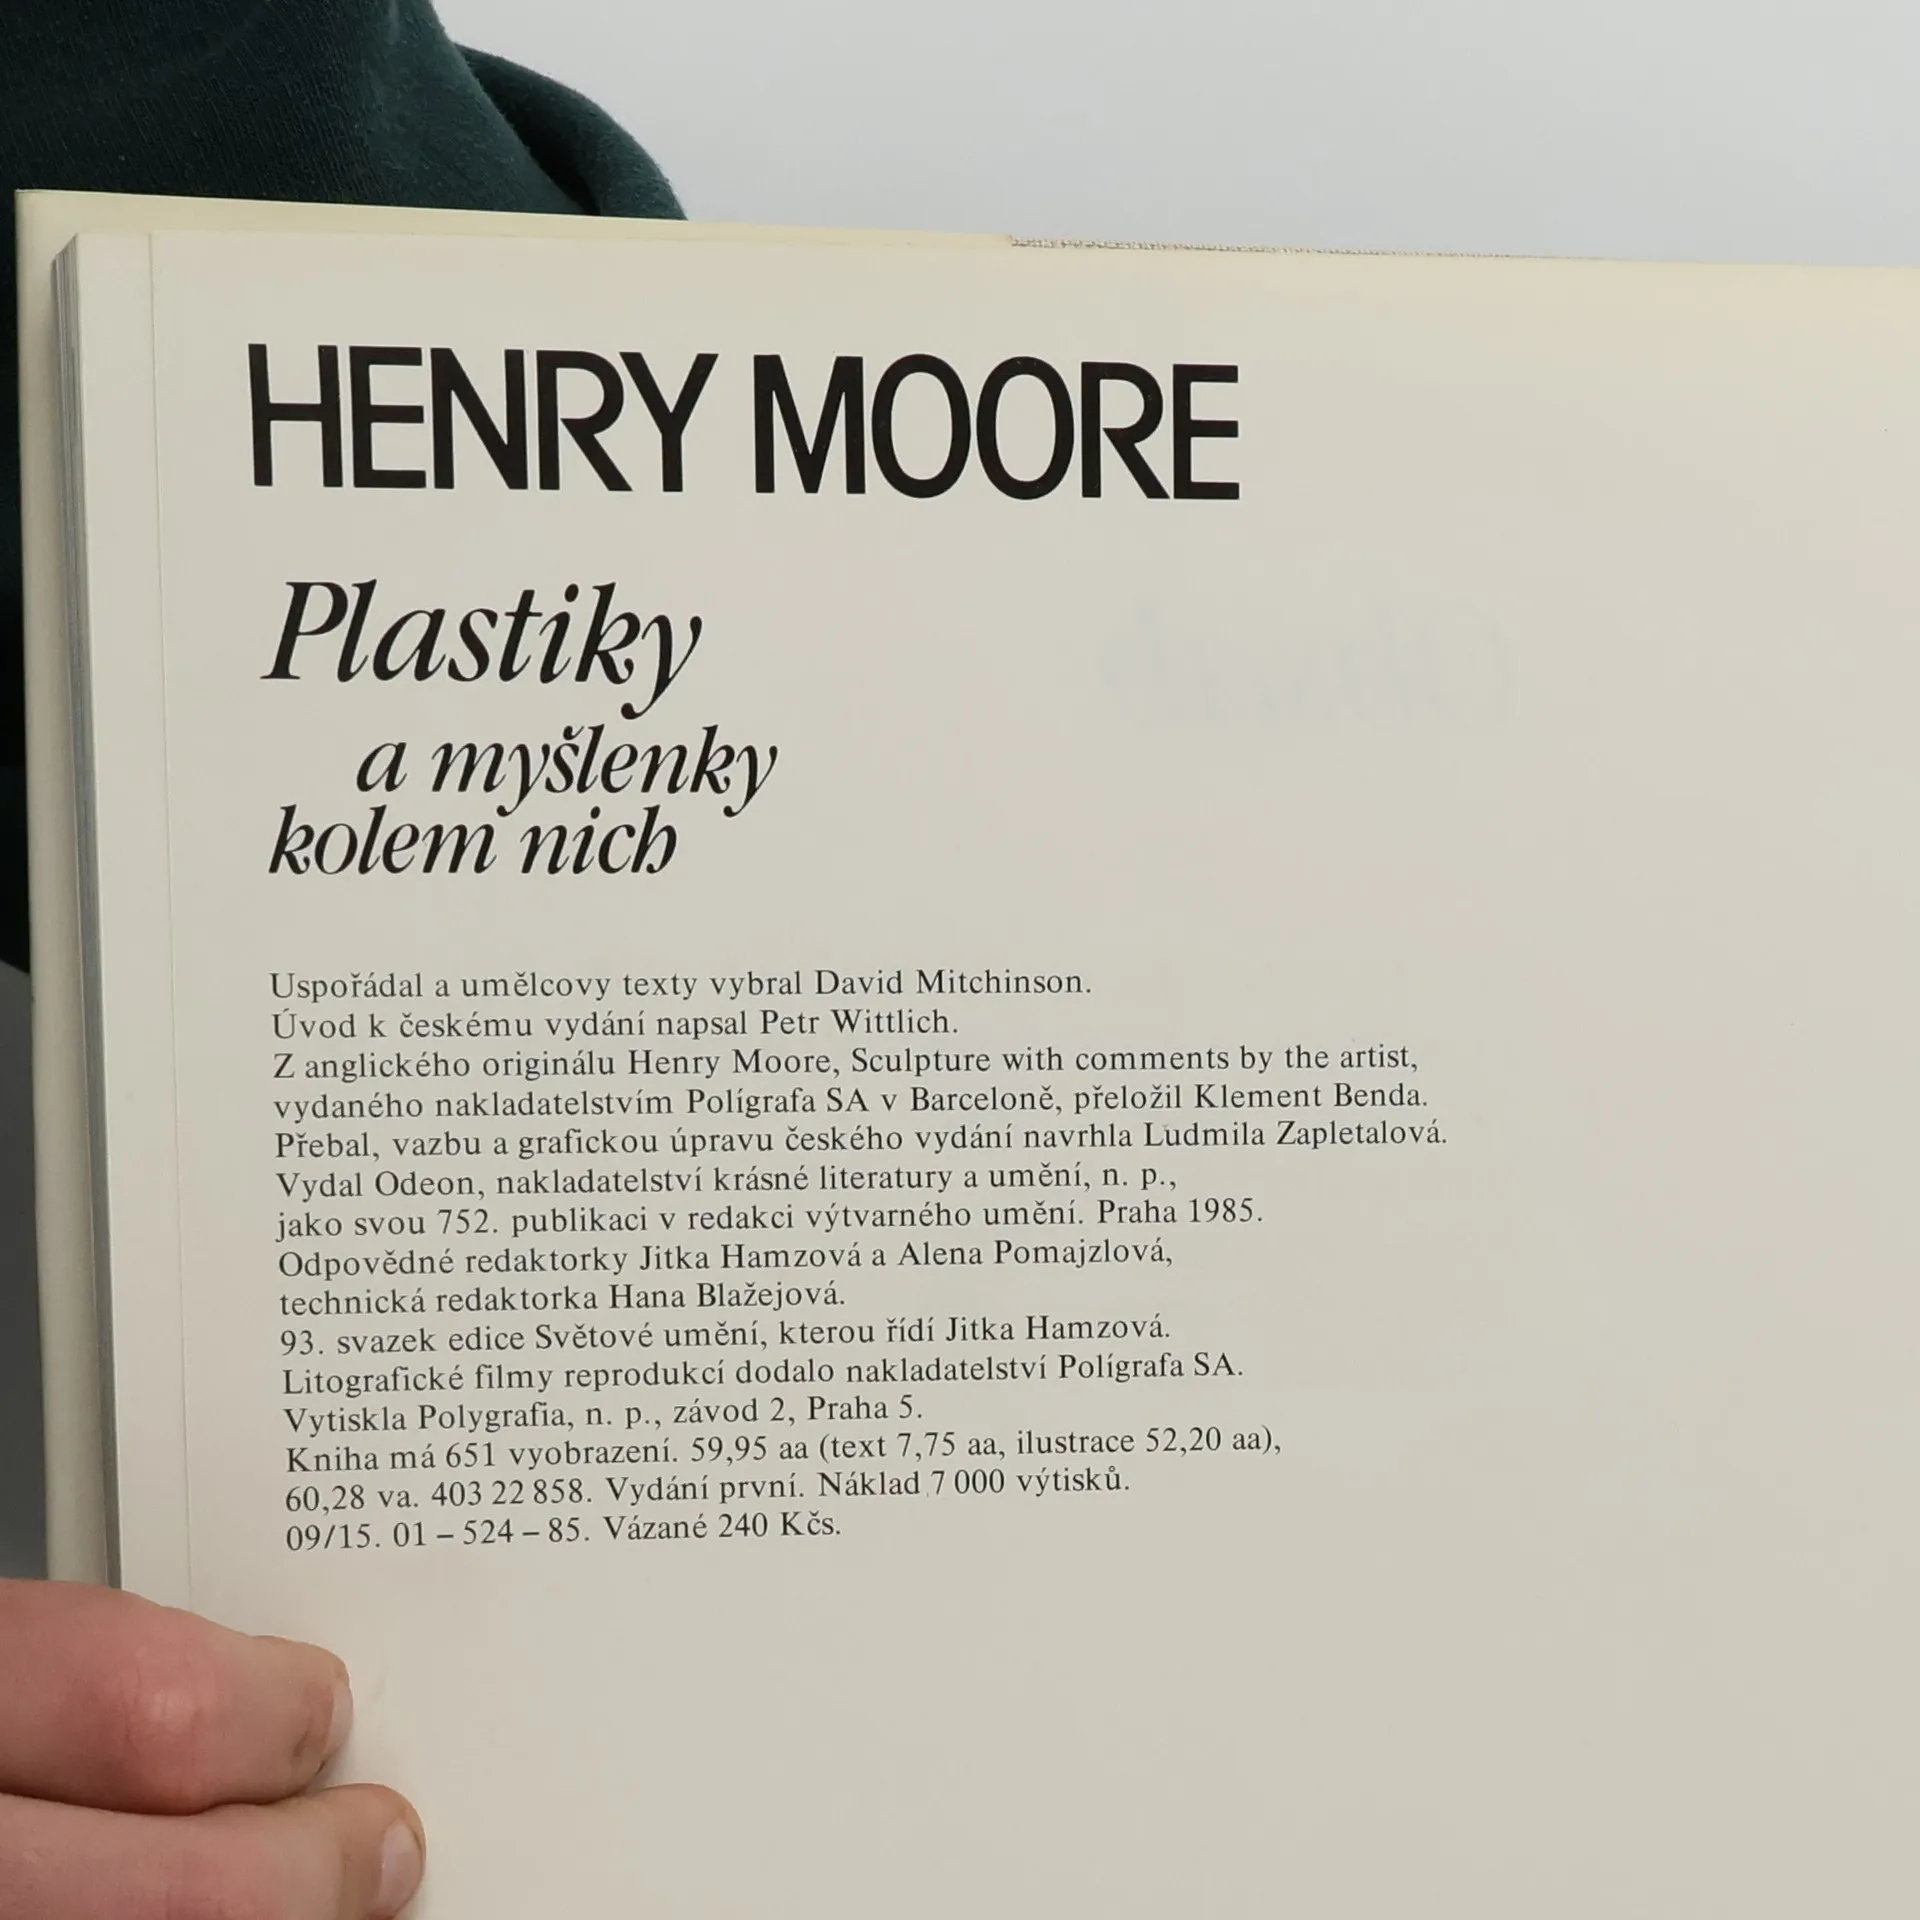 HENRY MOORE
Plastiky
a myšlenky
kolem nich
Uspořádal a umělcovy texty vybral David Mitchinson.
Úvod k českému vydání napsal Petr Wittlich.
Z anglického originálu Henry Moore, Sculpture with comments by the artist,
vydaného nakladatelstvím Polígrafa SA v Barceloně, přeložil Klement Benda.
Přebal, vazbu a grafickou úpravu českého vydání navrhla Ludmila Zapletalová.
Vydal Odeon, nakladatelství krásné literatury a umění, n. p.,
jako svou 752. publikaci v redakci výtvarného umění. Praha 1985.
Odpovědné redaktorky Jitka Hamzová a Alena Pomajzlová,
technická redaktorka Hana Blažejová.
93. svazek edice Světové umění, kterou řídí Jitka Hamzová.
Litografické filmy reprodukcí dodalo nakladatelství Polígrafa SA.
Vytiskla Polygrafia, n. p., závod 2, Praha 5.
Kniha má 651 vyobrazení. 59,95 aa (text 7,75 aa, ilustrace 52,20 aa),
60,28 va. 403 22 858. Vydání první. Náklad 7 000 výtisků.
09/15. 01 – 524 – 85. Vázané 240 Kčs.